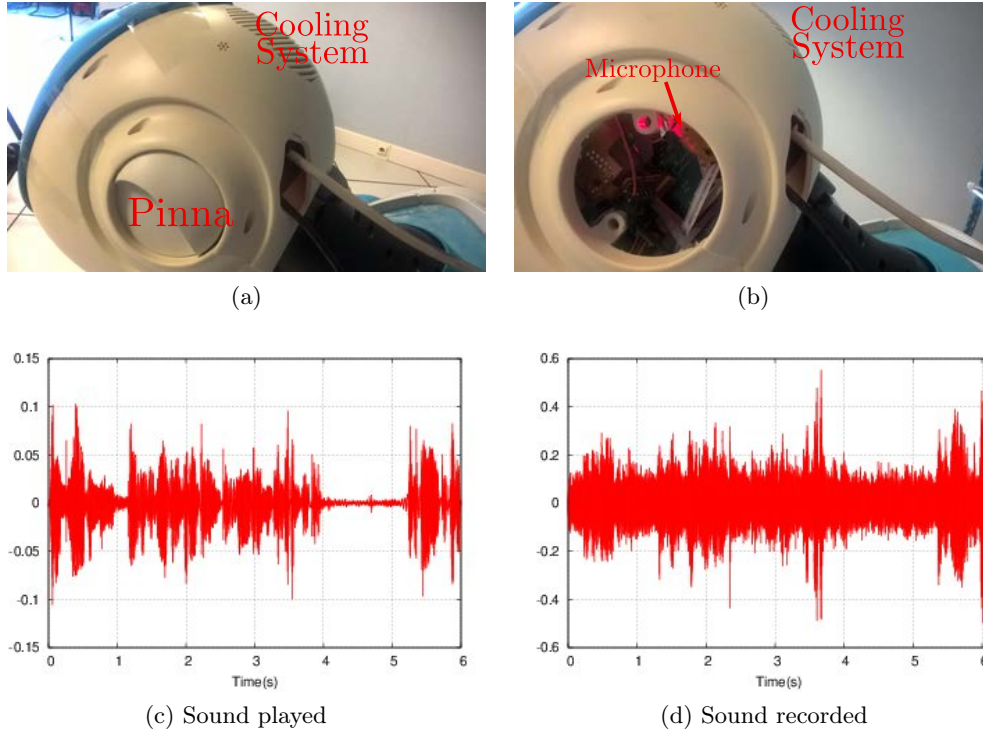 Cooling
System
Pinna
(a)
Cooling
System
Microphone
(b)
0.15
0.1
0.05
0
-0.05
-0.1
-0.15
0 1 2 3 4 5 6
Time(s)
(c) Sound played
0.6
0.4
0.2
0
-0.2
-0.4
-0.6
0 1 2 3 4 5 6
Time(s)
(d) Sound recorded